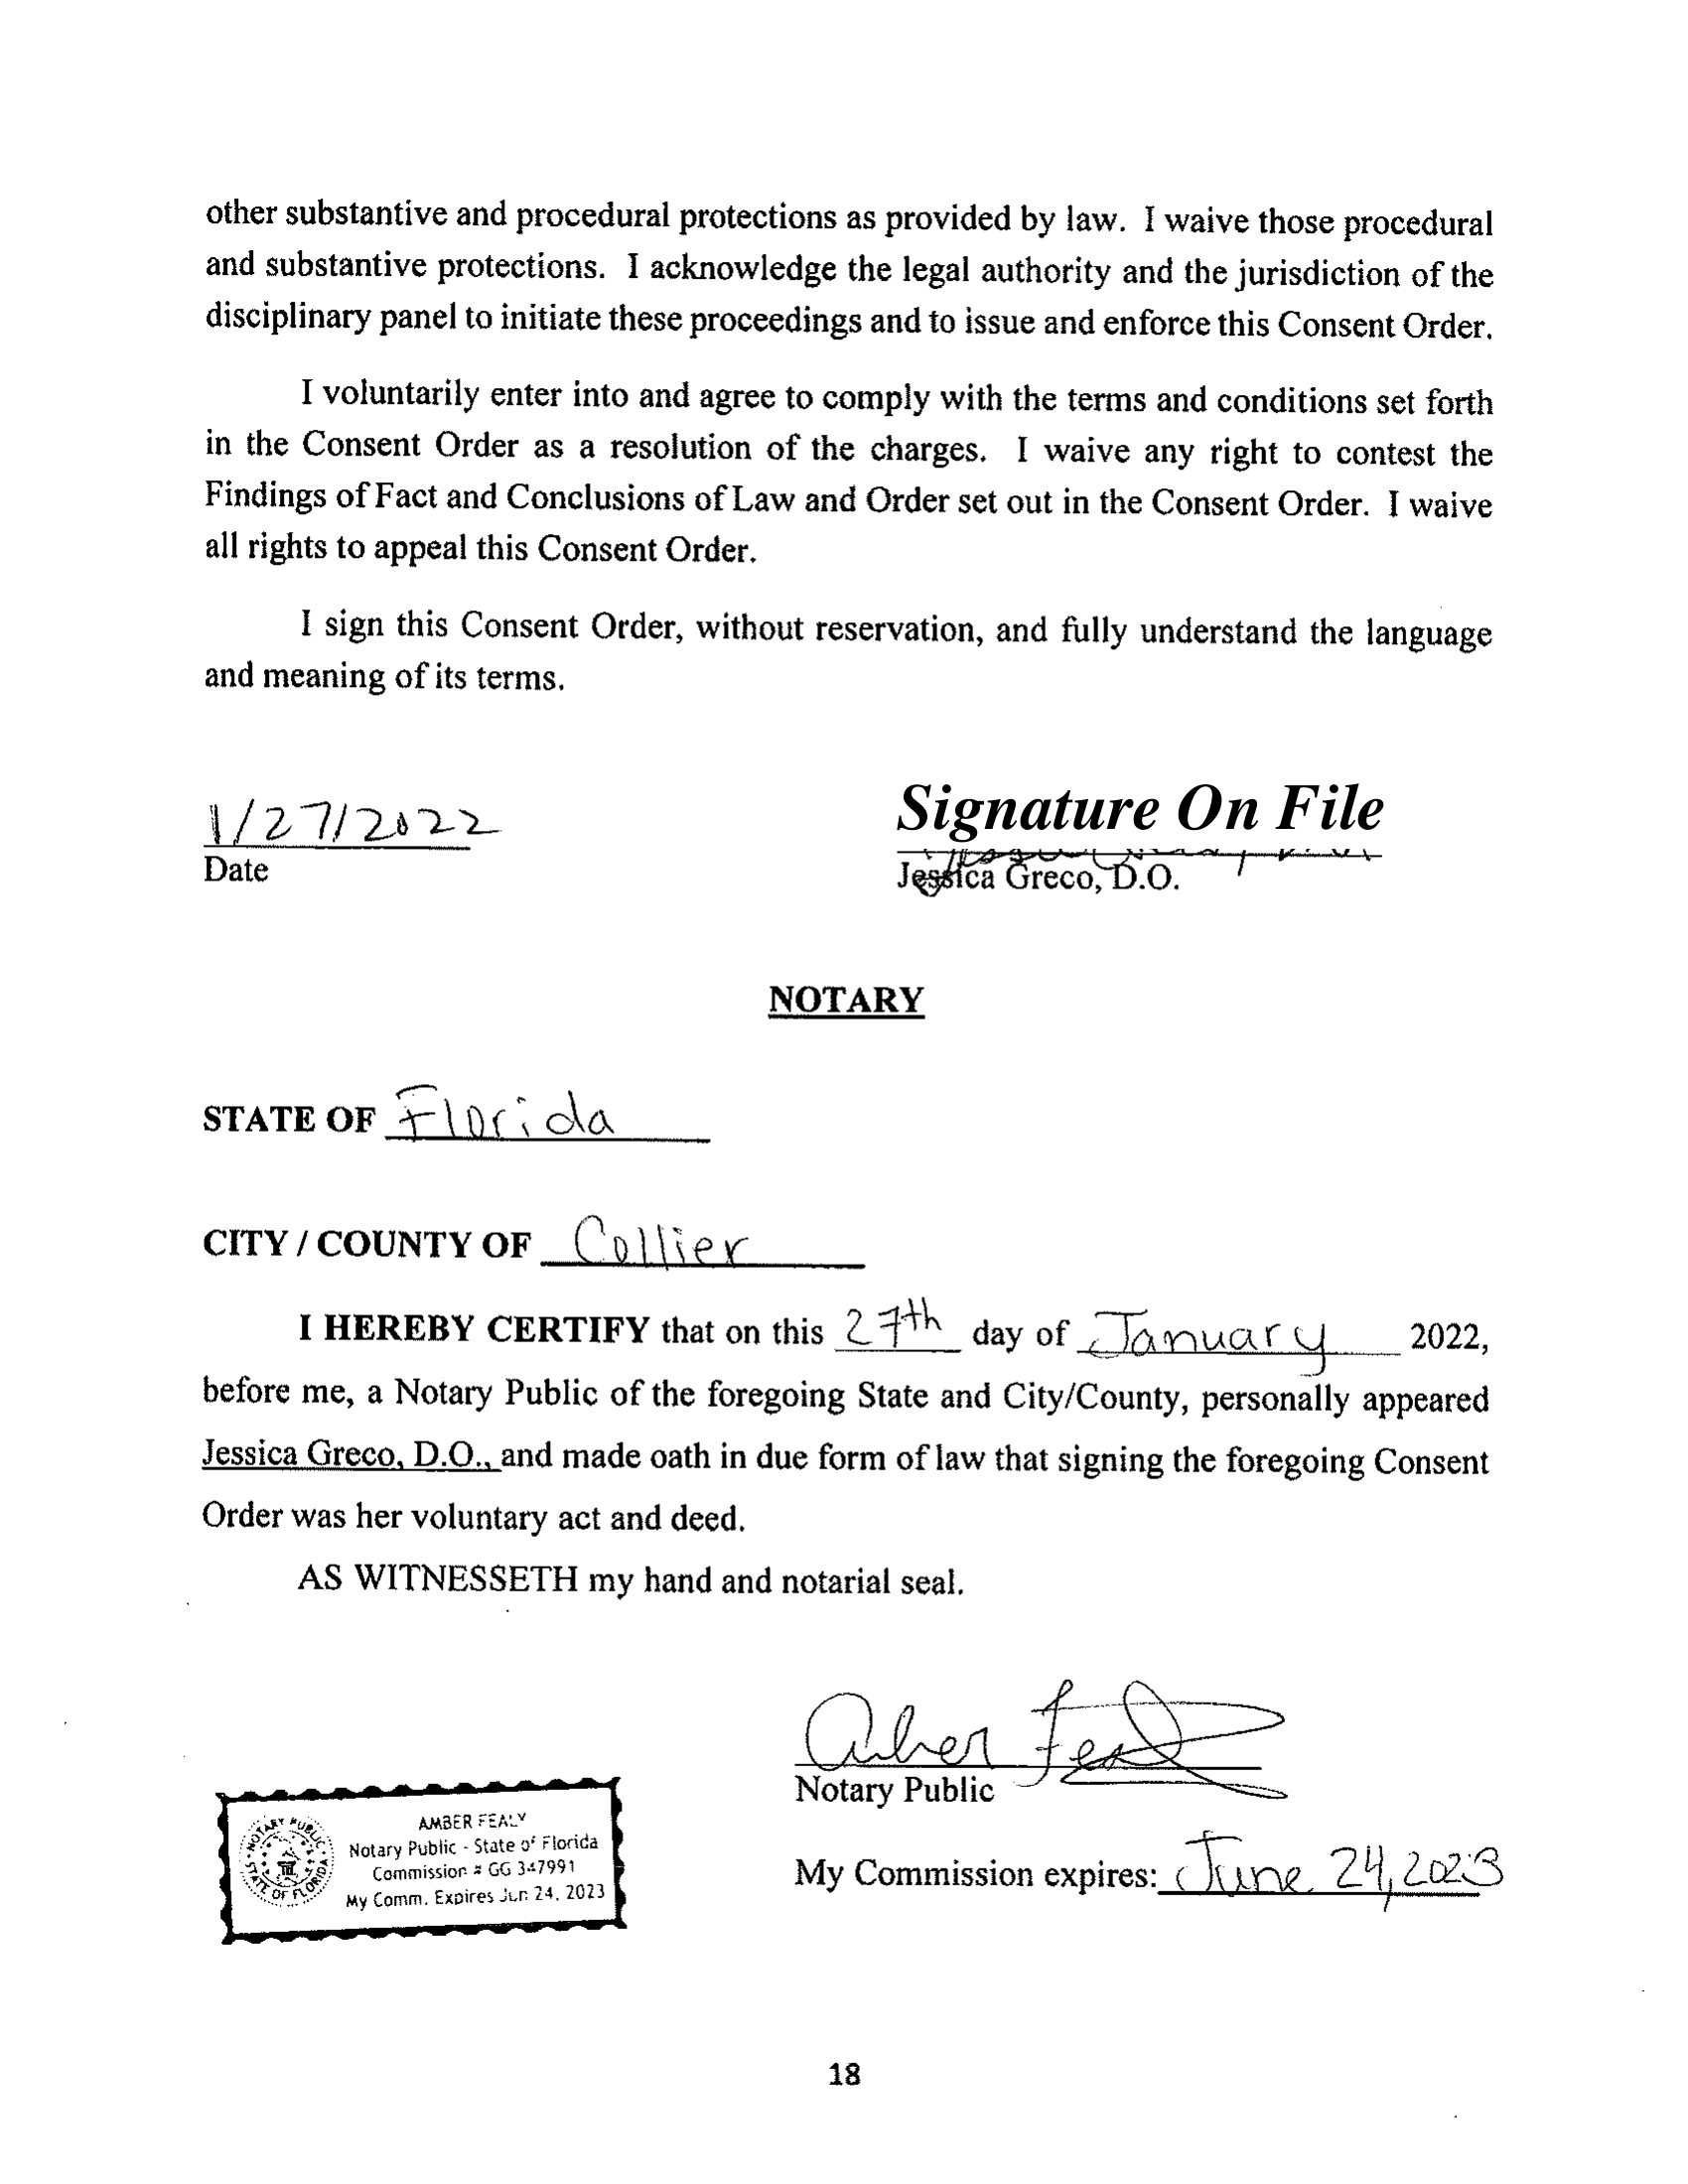 other substantive and procedural protections as provided by law. I waive those procedural
and substantive protections. I acknowledge the legal authority and the jurisdiction of the
disciplinary panel to initiate these proceedings and to issue and enforce this Consent Order.
I voluntarily enter into and agree to comply with the terms and conditions set forth
in the Consent Order as a resolution of the charges. I waive any right to contest the
Findings of Fact and Conclusions of Law and Order set out in the Consent Order. I waive
all rights to appeal this Consent Order.
I sign this Consent Order, without reservation, and fully understand the language
and meaning of its terms.
1/27/2022
Signature On File
Date
Jessica Greco, D.O.
NOTARY
STATE OF Florida
CITY / COUNTY OF Collier
I HEREBY CERTIFY that on this 27th day of January 2022,
before me, a Notary Public of the foregoing State and City/County, personally appeared
Jessica Greco, D.O., and made oath in due form of law that signing the foregoing Consent
Order was her voluntary act and deed.
AS WITNESSETH my hand and notarial seal.
Notary Public
My Commission expires: June 24, 2023
NOTARY PUBLIC
STATE OF FLORIDA
AMBER FEALY
Notary Public - State of Florida
Commission # GG 347991
My Comm. Expires Jun 24, 2023
18